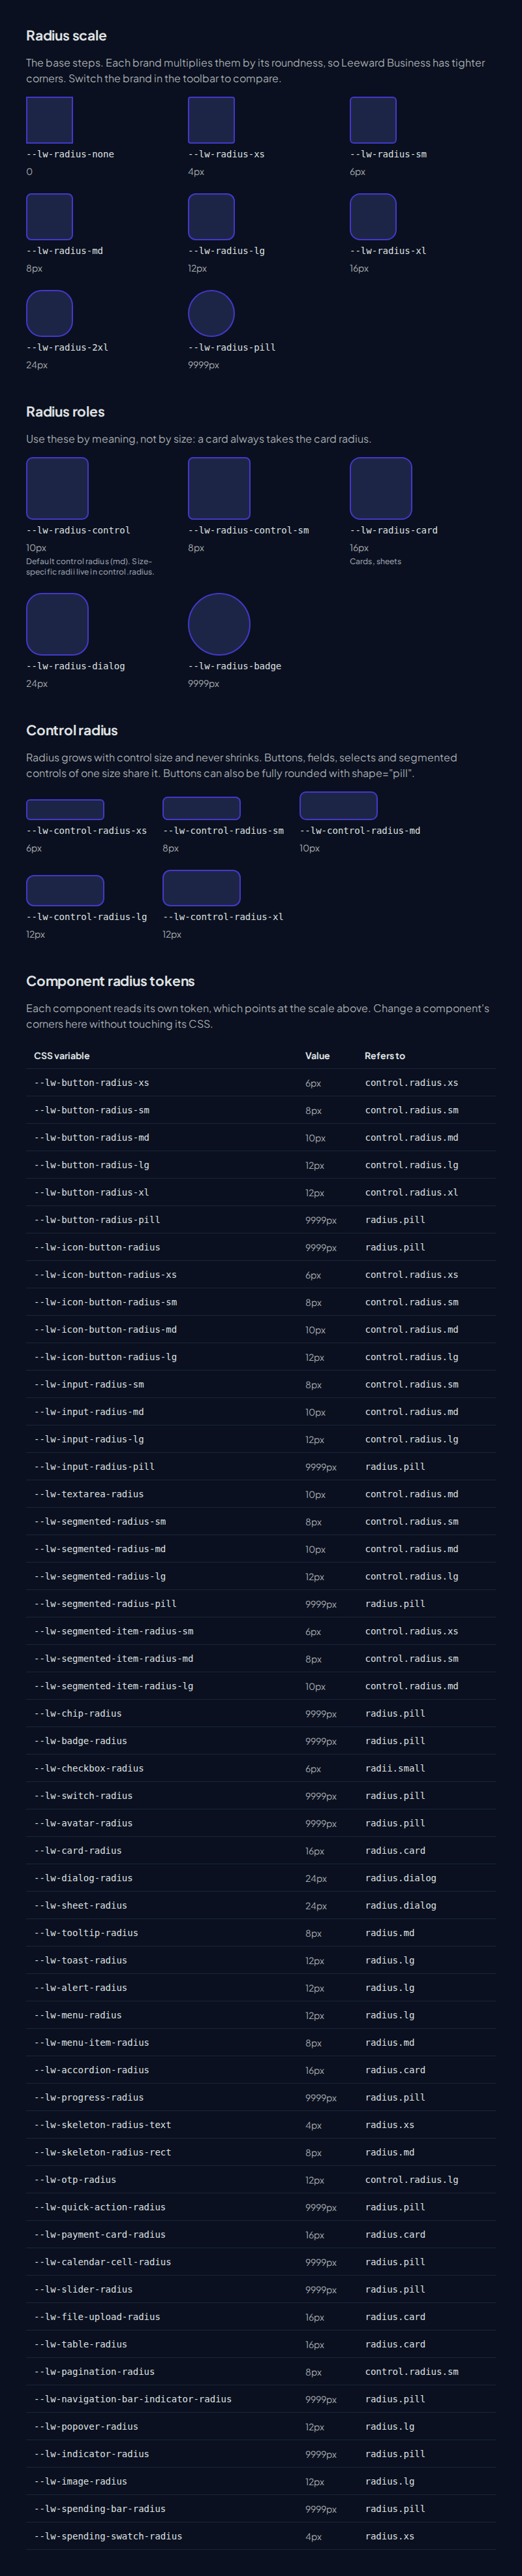 Radius scale
The base steps. Each brand multiplies them by its roundness, so Leeward Business has tighter
corners. Switch the brand in the toolbar to compare.
--lw-radius-none --lw-radius-xs --lw-radius-sm
0 4px 6px
--lw-radius-md --lw-radius-lg --lw-radius-xl
8px 12px 16px
--lw-radius-2xl --lw-radius-pill
24px 9999px
Radius roles
Use these by meaning, not by size: a card always takes the card radius.
--lw-radius-control --lw-radius-control-sm --lw-radius-card
10px 8px 16px
Default control radius (md). Size- Cards, sheets
specific radii live in control.radius.
--lw-radius-dialog --lw-radius-badge
24px 9999px
Control radius
Radius grows with control size and never shrinks. Buttons, fields, selects and segmented
controls of one size share it. Buttons can also be fully rounded with shape="pill".
--lw-control-radius-xs --lw-control-radius-sm --lw-control-radius-md
6px 8px 10px
--lw-control-radius-lg --lw-control-radius-xl
12px 12px
Component radius tokens
Each component reads its own token, which points at the scale above. Change a component's
corners here without touching its CSS.
CSS variable Value Refers to
--lw-button-radius-xs 6px control.radius.xs
--lw-button-radius-sm 8px control.radius.sm
--lw-button-radius-md 10px control.radius.md
--lw-button-radius-lg 12px control.radius.lg
--lw-button-radius-xl 12px control.radius.xl
--lw-button-radius-pill 9999px radius.pill
--lw-icon-button-radius 9999px radius.pill
--lw-icon-button-radius-xs 6px control.radius.xs
--lw-icon-button-radius-sm 8px control.radius.sm
--lw-icon-button-radius-md 10px control.radius.md
--lw-icon-button-radius-lg 12px control.radius.lg
--lw-input-radius-sm 8px control.radius.sm
--lw-input-radius-md 10px control.radius.md
--lw-input-radius-lg 12px control.radius.lg
--lw-input-radius-pill 9999px radius.pill
--lw-textarea-radius 10px control.radius.md
--lw-segmented-radius-sm 8px control.radius.sm
--lw-segmented-radius-md 10px control.radius.md
--lw-segmented-radius-lg 12px control.radius.lg
--lw-segmented-radius-pill 9999px radius.pill
--lw-segmented-item-radius-sm 6px control.radius.xs
--lw-segmented-item-radius-md 8px control.radius.sm
--lw-segmented-item-radius-lg 10px control.radius.md
--lw-chip-radius 9999px radius.pill
--lw-badge-radius 9999px radius.pill
--lw-checkbox-radius 6px radii.small
--lw-switch-radius 9999px radius.pill
--lw-avatar-radius 9999px radius.pill
--lw-card-radius 16px radius.card
--lw-dialog-radius 24px radius.dialog
--lw-sheet-radius 24px radius.dialog
--lw-tooltip-radius 8px radius.md
--lw-toast-radius 12px radius.lg
--lw-alert-radius 12px radius.lg
--lw-menu-radius 12px radius.lg
--lw-menu-item-radius 8px radius.md
--lw-accordion-radius 16px radius.card
--lw-progress-radius 9999px radius.pill
--lw-skeleton-radius-text 4px radius.xs
--lw-skeleton-radius-rect 8px radius.md
--lw-otp-radius 12px control.radius.lg
--lw-quick-action-radius 9999px radius.pill
--lw-payment-card-radius 16px radius.card
--lw-calendar-cell-radius 9999px radius.pill
--lw-slider-radius 9999px radius.pill
--lw-file-upload-radius 16px radius.card
--lw-table-radius 16px radius.card
--lw-pagination-radius 8px control.radius.sm
--lw-navigation-bar-indicator-radius 9999px radius.pill
--lw-popover-radius 12px radius.lg
--lw-indicator-radius 9999px radius.pill
--lw-image-radius 12px radius.lg
--lw-spending-bar-radius 9999px radius.pill
--lw-spending-swatch-radius 4px radius.xs